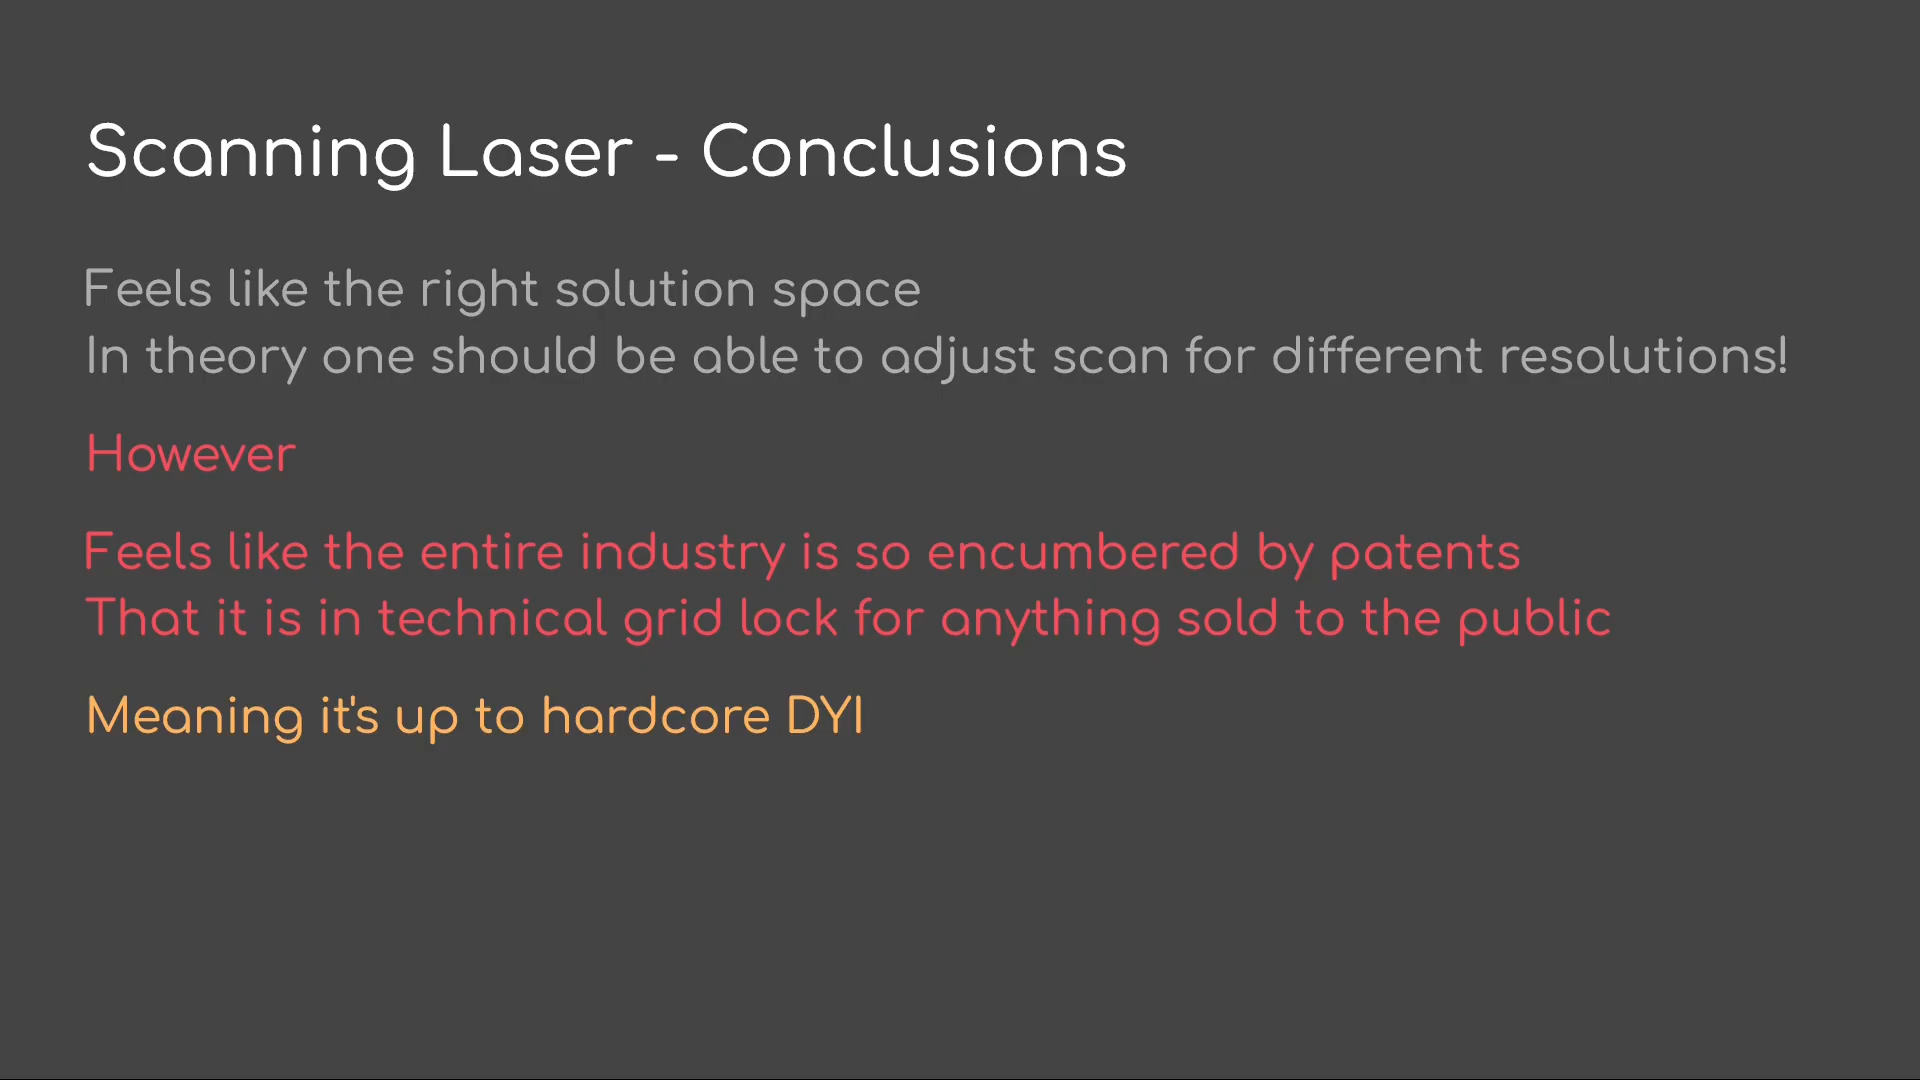 Scanning Laser - Conclusions
Feels like the right solution space
In theory one should be able to adjust scan for different resolutions!
However
Feels like the entire industry is so encumbered by patents
That it is in technical grid lock for anything sold to the public
Meaning it's up to hardcore DYI